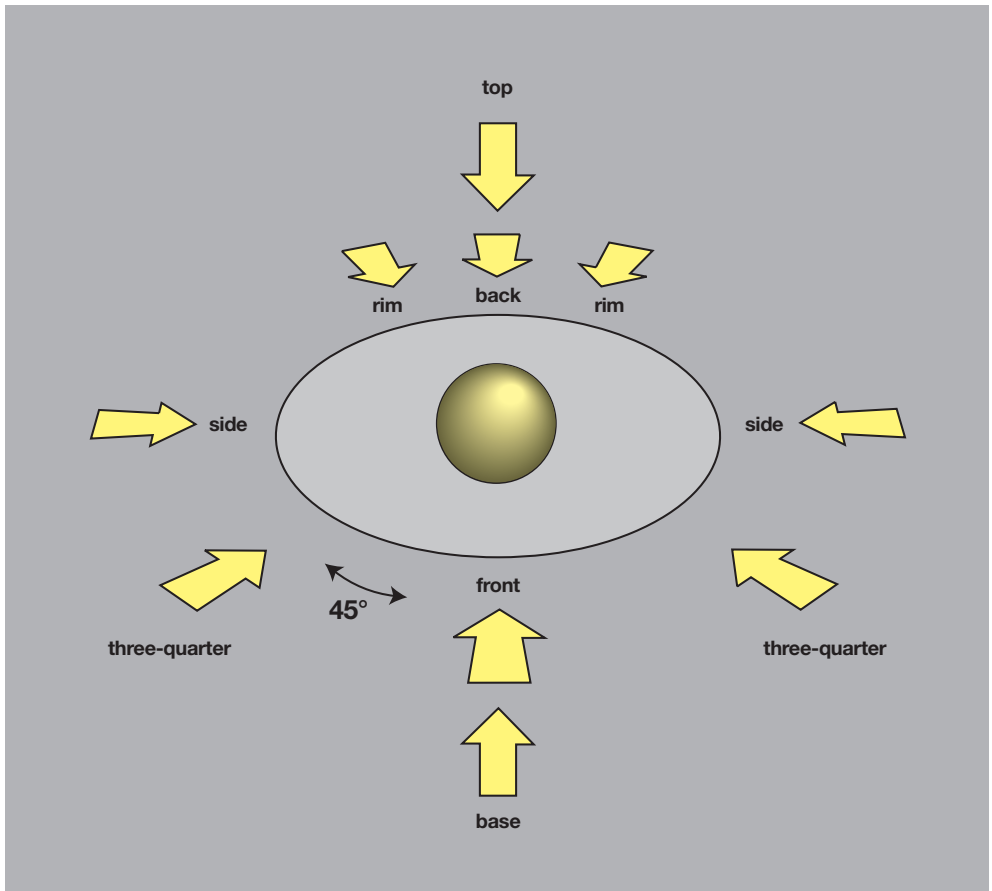 top
back
rim
rim
side
side
front
45°
three-quarter
three-quarter
base